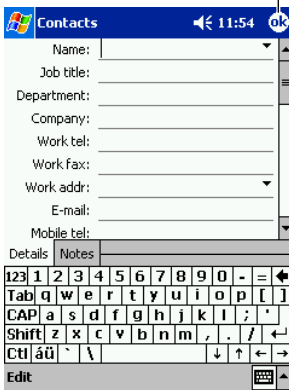 Contacts 11:54 ok
Name:
Job title:
Department:
Company:
Work tel:
Work fax:
Work addr:
E-mail:
Mobile tel:
Details Notes
123 1 2 3 4 5 6 7 8 9 0 - =
Tab q w e r t y u i o p [ ]
CAP a s d f g h j k l ; '
Shift z x c v b n m , . /
Ctl áü ` \ ↓ ↑ ← →
Edit